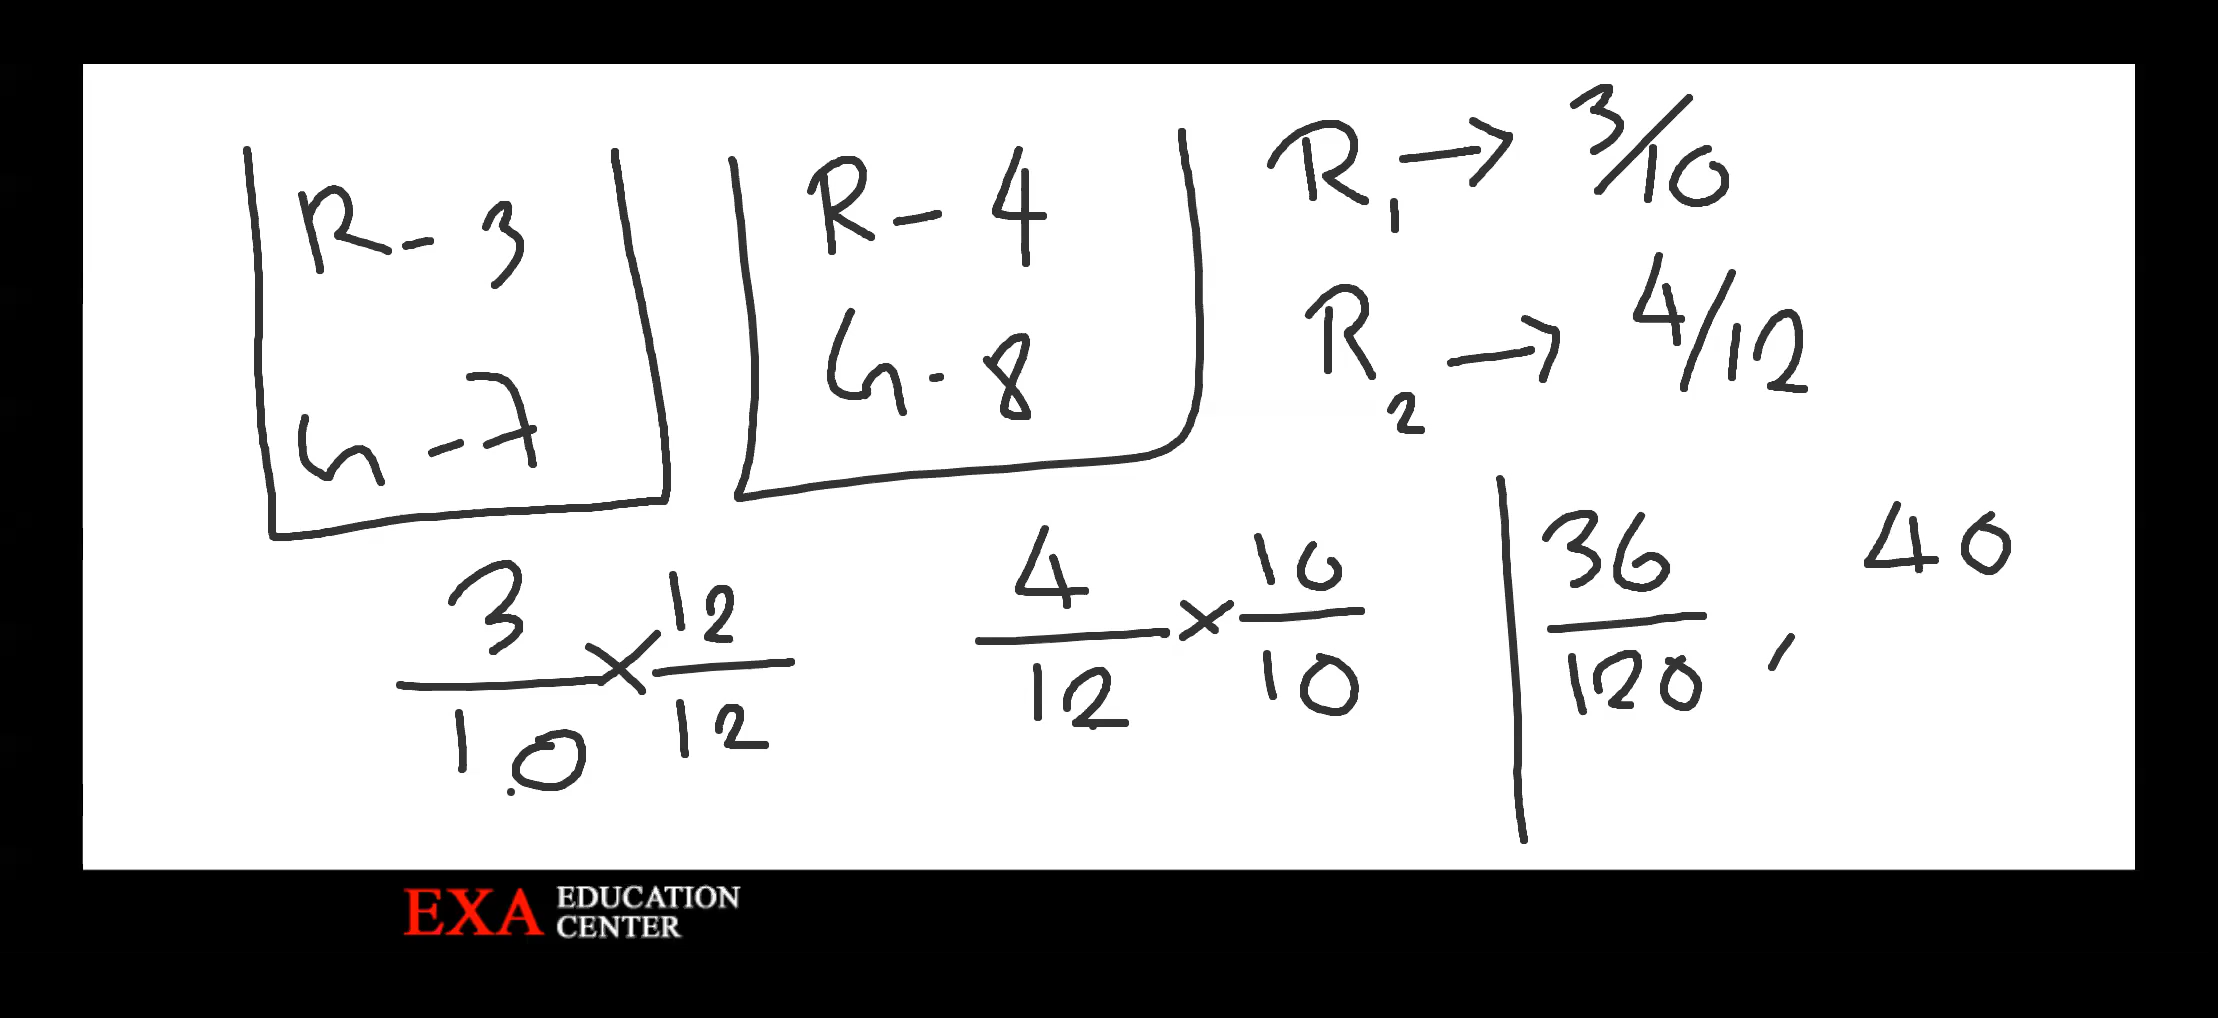 R - 3
G - 7
R - 4
G - 8
R₁ → 3/10
R₂ → 4/12
3/10 × 12/12
4/12 × 10/10
36/120 , 40
EXA EDUCATION
CENTER